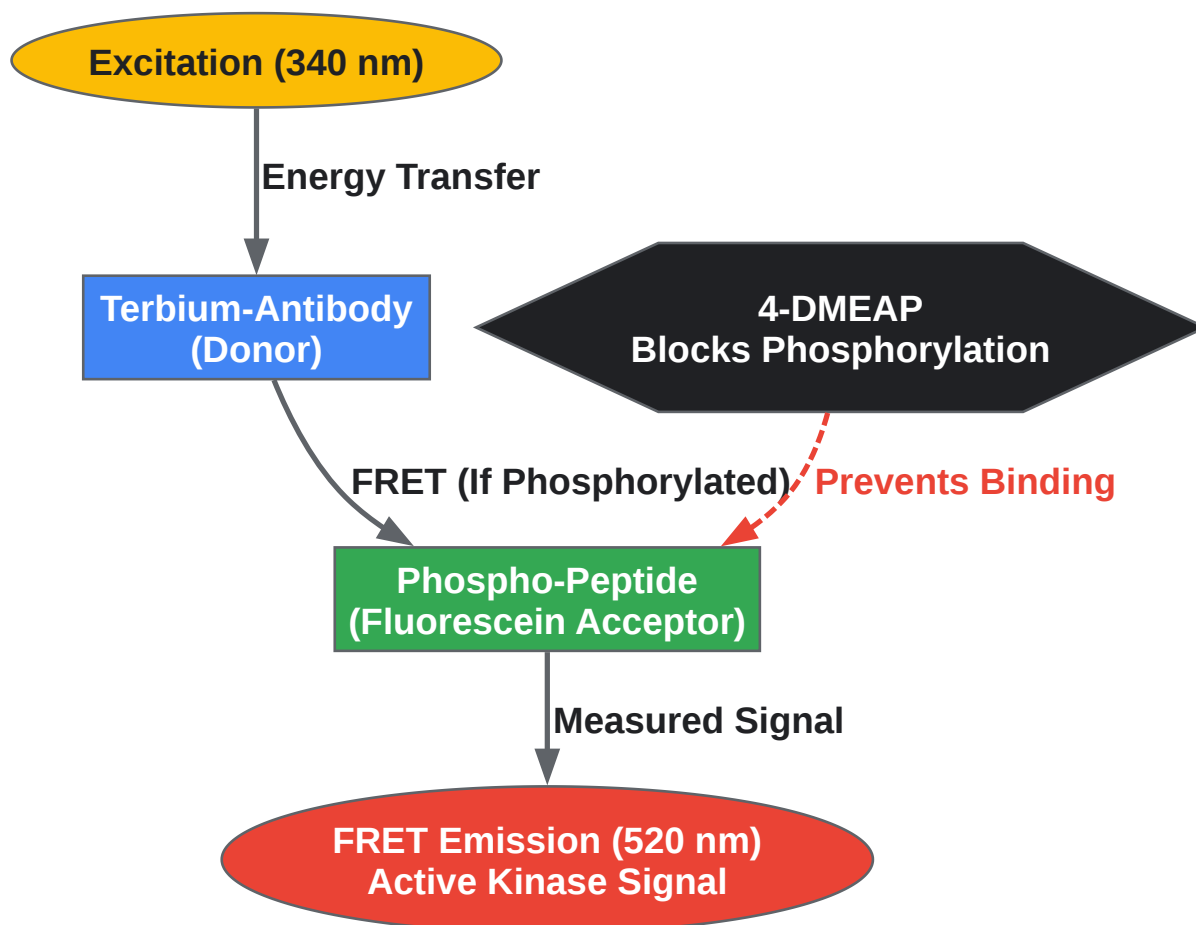 Excitation (340 nm)
Energy Transfer
Terbium-Antibody
(Donor)
4-DMEAP
Blocks Phosphorylation
FRET (If Phosphorylated)
Prevents Binding
Phospho-Peptide
(Fluorescein Acceptor)
Measured Signal
FRET Emission (520 nm)
Active Kinase Signal